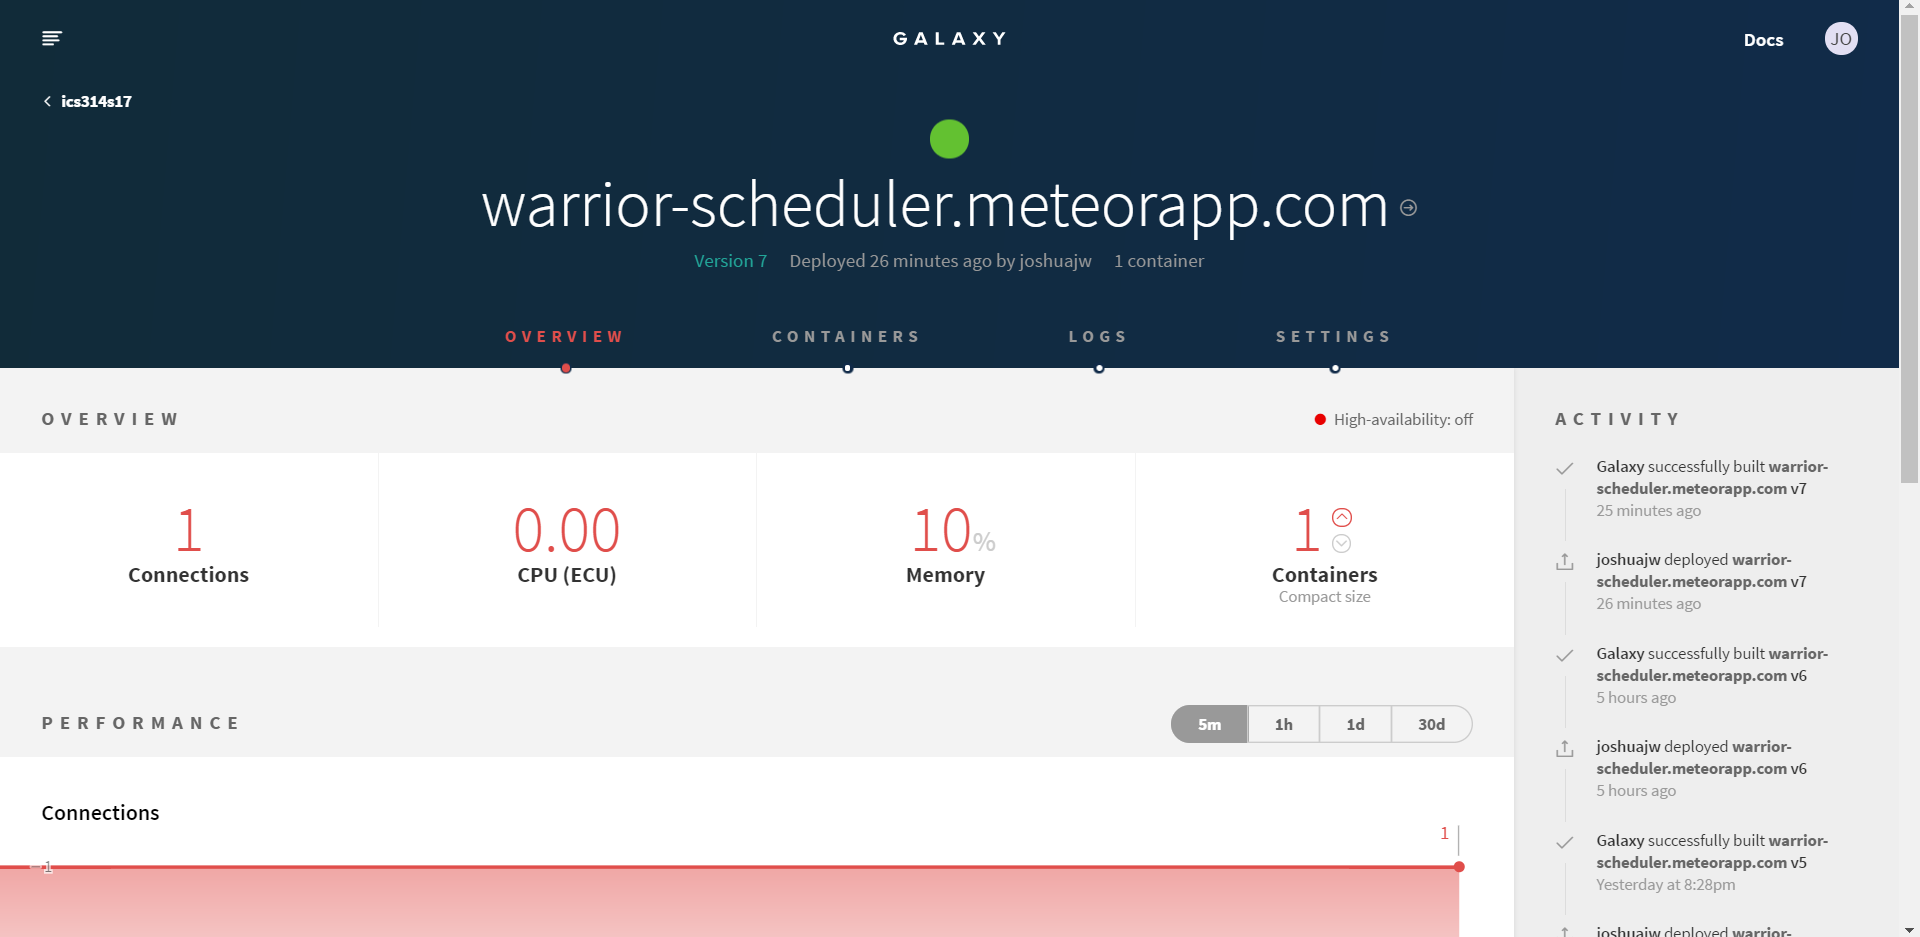 GALAXY
Docs
JO
ics314s17
warrior-scheduler.meteorapp.com
Version 7 Deployed 26 minutes ago by joshuajw 1 container
OVERVIEW CONTAINERS LOGS SETTINGS
OVERVIEW
High-availability: off
1
Connections
0.00
CPU (ECU)
10%
Memory
1
Containers
Compact size
PERFORMANCE
5m 1h 1d 30d
Connections
1
1
ACTIVITY
Galaxy successfully built warrior-
scheduler.meteorapp.com v7
25 minutes ago
joshuajw deployed warrior-
scheduler.meteorapp.com v7
26 minutes ago
Galaxy successfully built warrior-
scheduler.meteorapp.com v6
5 hours ago
joshuajw deployed warrior-
scheduler.meteorapp.com v6
5 hours ago
Galaxy successfully built warrior-
scheduler.meteorapp.com v5
Yesterday at 8:28pm
joshuajw deployed warrior-